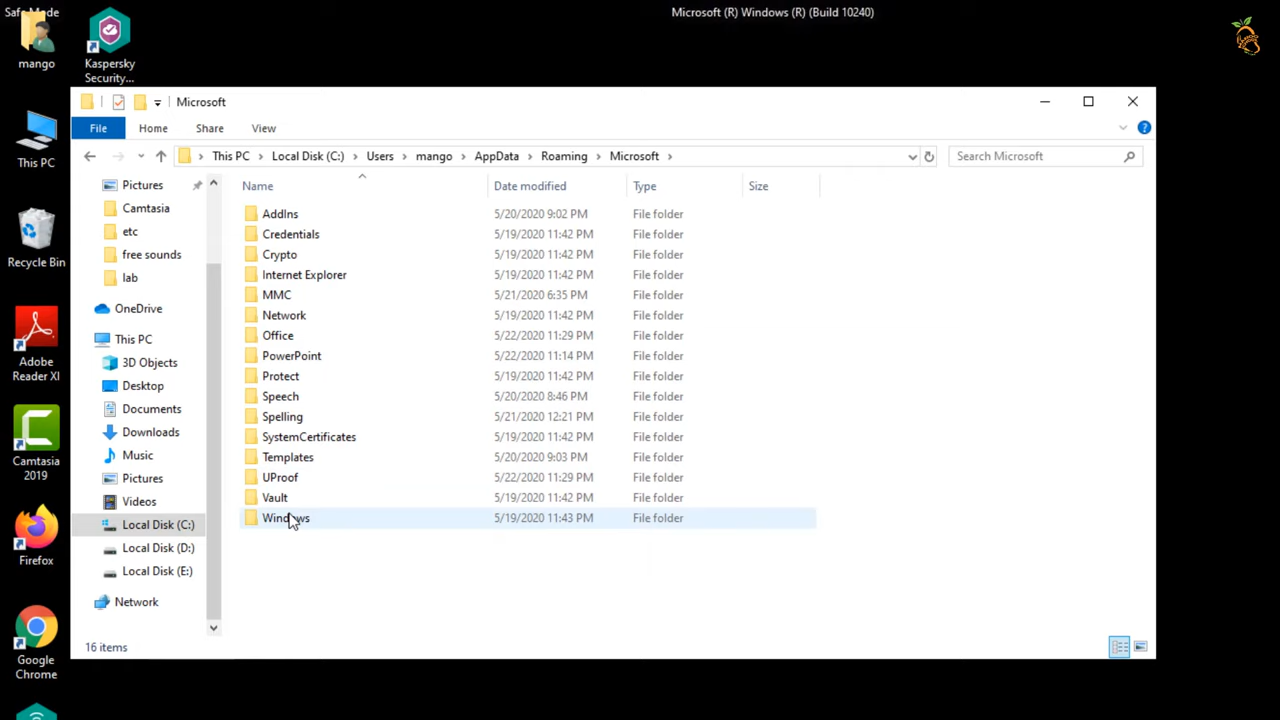 Safe Mode
Microsoft (R) Windows (R) (Build 10240)
mango
Kaspersky
Security...
This PC
Recycle Bin
Adobe
Reader XI
Camtasia
2019
Firefox
Google
Chrome
Microsoft
File
Home
Share
View
This PC
Local Disk (C:)
Users
mango
AppData
Roaming
Microsoft
Search Microsoft
Pictures
Camtasia
etc
free sounds
lab
OneDrive
This PC
3D Objects
Desktop
Documents
Downloads
Music
Pictures
Videos
Local Disk (C:)
Local Disk (D:)
Local Disk (E:)
Network
Name Date modified Type Size
AddIns 5/20/2020 9:02 PM File folder
Credentials 5/19/2020 11:42 PM File folder
Crypto 5/19/2020 11:42 PM File folder
Internet Explorer 5/19/2020 11:42 PM File folder
MMC 5/21/2020 6:35 PM File folder
Network 5/19/2020 11:42 PM File folder
Office 5/22/2020 11:29 PM File folder
PowerPoint 5/22/2020 11:14 PM File folder
Protect 5/19/2020 11:42 PM File folder
Speech 5/20/2020 8:46 PM File folder
Spelling 5/21/2020 12:21 PM File folder
SystemCertificates 5/19/2020 11:42 PM File folder
Templates 5/20/2020 9:03 PM File folder
UProof 5/22/2020 11:29 PM File folder
Vault 5/19/2020 11:42 PM File folder
Windows 5/19/2020 11:43 PM File folder
16 items